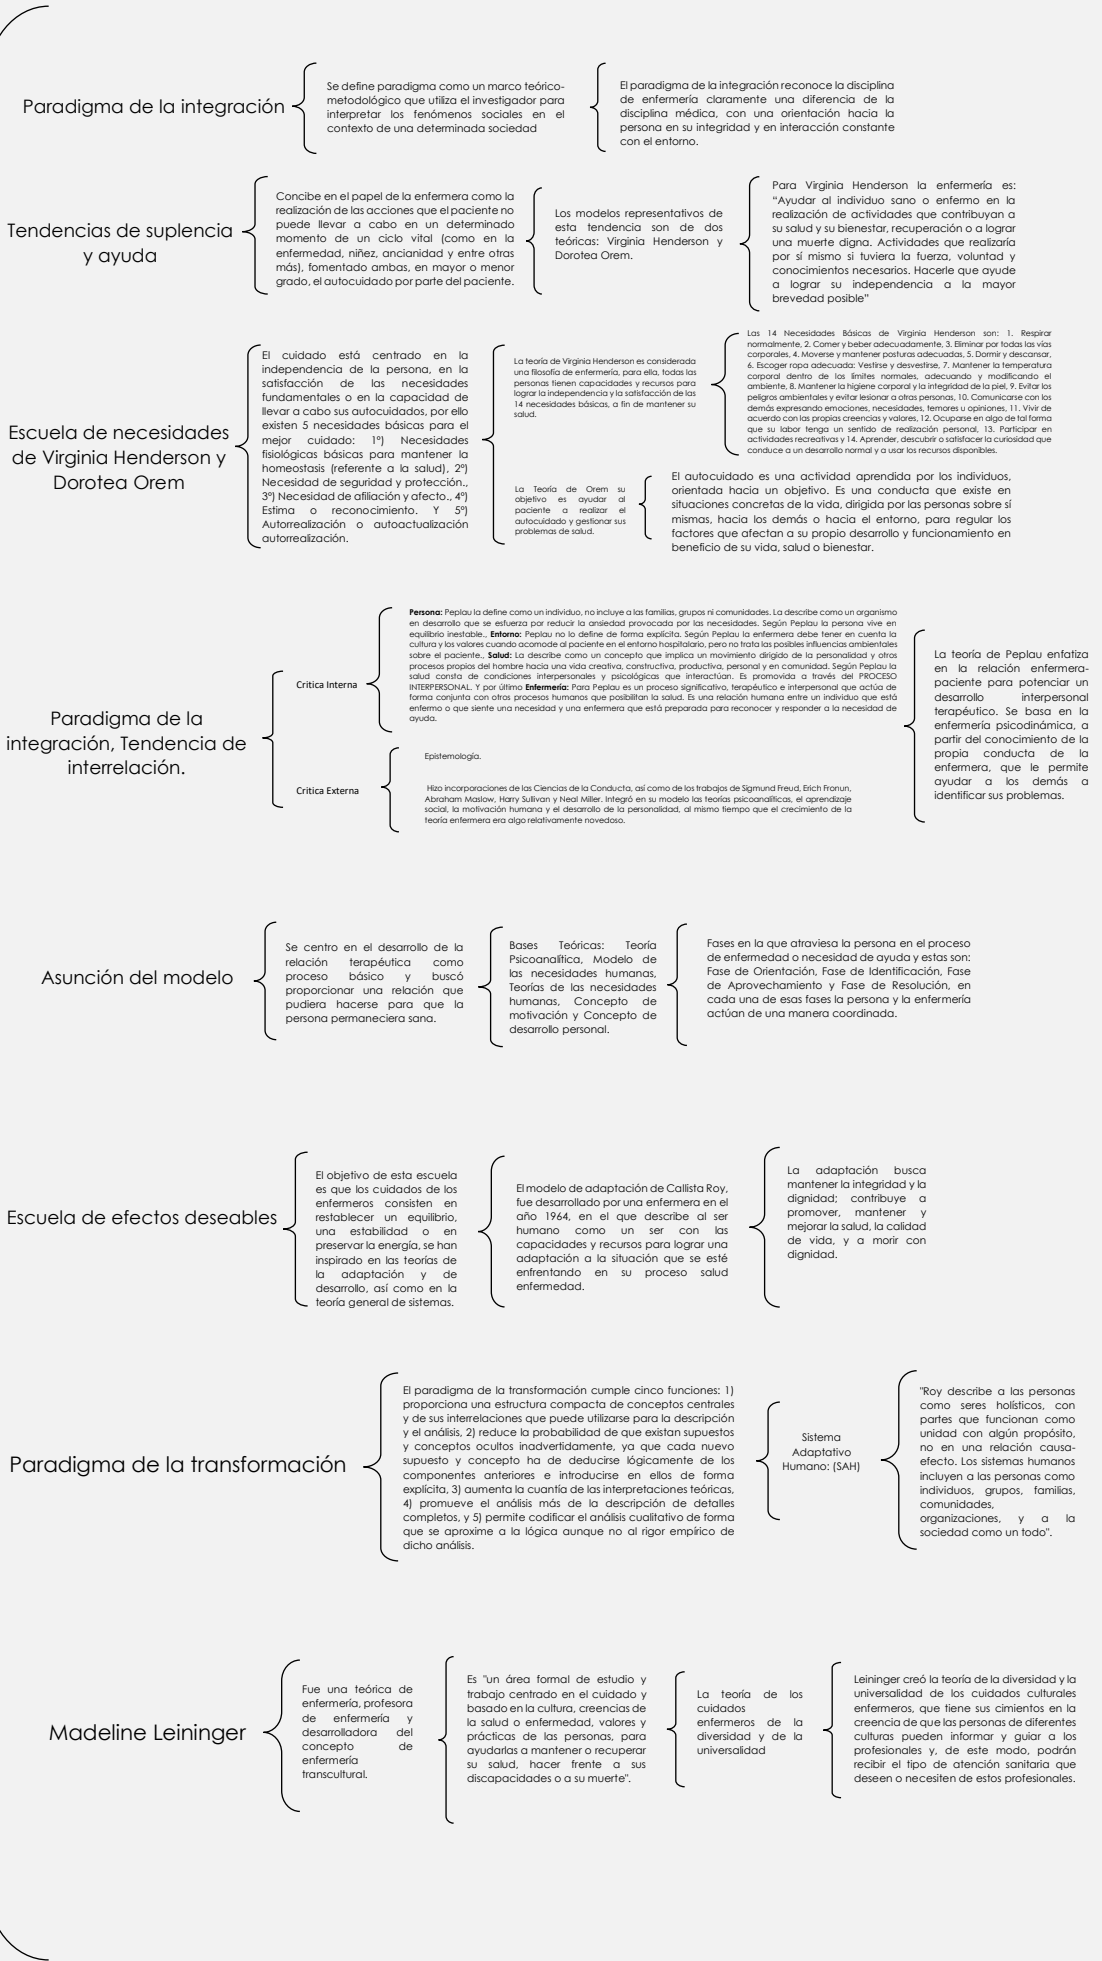 Paradigma de la integración
Se define paradigma como un marco teórico-
metodológico que utiliza el investigador para
interpretar los fenómenos sociales en el
contexto de una determinada sociedad
El paradigma de la integración reconoce la disciplina
de enfermería claramente una diferencia de la
disciplina médica, con una orientación hacia la
persona en su integridad y en interacción constante
con el entorno.
Tendencias de suplencia
y ayuda
Concibe en el papel de la enfermera como la
realización de las acciones que el paciente no
puede llevar a cabo en un determinado
momento de un ciclo vital (como en la
enfermedad, niñez, ancianidad y entre otras
más), fomentado ambas, en mayor o menor
grado, el autocuidado por parte del paciente.
Los modelos representativos de
esta tendencia son de dos
teóricas: Virginia Henderson y
Dorotea Orem.
Para Virginia Henderson la enfermería es:
“Ayudar al individuo sano o enfermo en la
realización de actividades que contribuyan a
su salud y su bienestar, recuperación o a lograr
una muerte digna. Actividades que realizaría
por sí mismo si tuviera la fuerza, voluntad y
conocimientos necesarios. Hacerle que ayude
a lograr su independencia a la mayor
brevedad posible”
Escuela de necesidades
de Virginia Henderson y
Dorotea Orem
El cuidado está centrado en la
independencia de la persona, en la
satisfacción de las necesidades
fundamentales o en la capacidad de
llevar a cabo sus autocuidados, por ello
existen 5 necesidades básicas para el
mejor cuidado: 1º) Necesidades
fisiológicas básicas para mantener la
homeostasis (referente a la salud), 2º)
Necesidad de seguridad y protección.,
3º) Necesidad de afiliación y afecto., 4º)
Estima o reconocimiento. Y 5º)
Autorrealización o autoactualización
autorrealización.
La teoría de Virginia Henderson es considerada
una filosofía de enfermería, para ella, todas las
personas tienen capacidades y recursos para
lograr la independencia y la satisfacción de las
14 necesidades básicas, a fin de mantener su
salud.
Las 14 Necesidades Básicas de Virginia Henderson son: 1. Respirar
normalmente, 2. Comer y beber adecuadamente, 3. Eliminar por todas las vías
corporales, 4. Moverse y mantener posturas adecuadas, 5. Dormir y descansar,
6. Escoger ropa adecuada: Vestirse y desvestirse, 7. Mantener la temperatura
corporal dentro de los límites normales, adecuando y modificando el
ambiente, 8. Mantener la higiene corporal y la integridad de la piel, 9. Evitar los
peligros ambientales y evitar lesionar a otras personas, 10. Comunicarse con los
demás expresando emociones, necesidades, temores u opiniones, 11. Vivir de
acuerdo con las propias creencias y valores, 12. Ocuparse en algo de tal forma
que su labor tenga un sentido de realización personal, 13. Participar en
actividades recreativas y 14. Aprender, descubrir o satisfacer la curiosidad que
conduce a un desarrollo normal y a usar los recursos disponibles.
La Teoría de Orem su
objetivo es ayudar al
paciente a realizar el
autocuidado y gestionar sus
problemas de salud.
El autocuidado es una actividad aprendida por los individuos,
orientada hacia un objetivo. Es una conducta que existe en
situaciones concretas de la vida, dirigida por las personas sobre sí
mismas, hacia los demás o hacia el entorno, para regular los
factores que afectan a su propio desarrollo y funcionamiento en
beneficio de su vida, salud o bienestar.
Paradigma de la
integración, Tendencia de
interrelación.
Critica Interna
Persona: Peplau la define como un individuo, no incluye a las familias, grupos ni comunidades. La describe como un organismo
en desarrollo que se esfuerza por reducir la ansiedad provocada por las necesidades. Según Peplau la persona vive en
equilibrio inestable., Entorno: Peplau no lo define de forma explícita. Según Peplau la enfermera debe tener en cuenta la
cultura y los valores cuando acomode al paciente en el entorno hospitalario, pero no trata las posibles influencias ambientales
sobre el paciente., Salud: La describe como un concepto que implica un movimiento dirigido de la personalidad y otros
procesos propios del hombre hacia una vida creativa, constructiva, productiva, personal y en comunidad. Según Peplau la
salud consta de condiciones interpersonales y psicológicas que interactúan. Es promovida a través del PROCESO
INTERPERSONAL. Y por último Enfermería: Para Peplau es un proceso significativo, terapéutico e interpersonal que actúa de
forma conjunta con otros procesos humanos que posibilitan la salud. Es una relación humana entre un individuo que está
enfermo o que siente una necesidad y una enfermera que está preparada para reconocer y responder a la necesidad de
ayuda.
Critica Externa
Epistemología.
Hizo incorporaciones de las Ciencias de la Conducta, así como de los trabajos de Sigmund Freud, Erich Fronun,
Abraham Maslow, Harry Sullivan y Neal Miller. Integró en su modelo las teorías psicoanalíticas, el aprendizaje
social, la motivación humana y el desarrollo de la personalidad, al mismo tiempo que el crecimiento de la
teoría enfermera era algo relativamente novedoso.
La teoría de Peplau enfatiza
en la relación enfermera-
paciente para potenciar un
desarrollo interpersonal
terapéutico. Se basa en la
enfermería psicodinámica, a
partir del conocimiento de la
propia conducta de la
enfermera, que le permite
ayudar a los demás a
identificar sus problemas.
Asunción del modelo
Se centro en el desarrollo de la
relación terapéutica como
proceso básico y buscó
proporcionar una relación que
pudiera hacerse para que la
persona permaneciera sana.
Bases Teóricas: Teoría
Psicoanalítica, Modelo de
las necesidades humanas,
Teorías de las necesidades
humanas, Concepto de
motivación y Concepto de
desarrollo personal.
Fases en la que atraviesa la persona en el proceso
de enfermedad o necesidad de ayuda y estas son:
Fase de Orientación, Fase de Identificación, Fase
de Aprovechamiento y Fase de Resolución, en
cada una de esas fases la persona y la enfermería
actúan de una manera coordinada.
Escuela de efectos deseables
El objetivo de esta escuela
es que los cuidados de los
enfermeros consisten en
restablecer un equilibrio,
una estabilidad o en
preservar la energía, se han
inspirado en las teorías de
la adaptación y de
desarrollo, así como en la
teoría general de sistemas.
El modelo de adaptación de Callista Roy,
fue desarrollado por una enfermera en el
año 1964, en el que describe al ser
humano como un ser con las
capacidades y recursos para lograr una
adaptación a la situación que se esté
enfrentando en su proceso salud
enfermedad.
La adaptación busca
mantener la integridad y la
dignidad; contribuye a
promover, mantener y
mejorar la salud, la calidad
de vida, y a morir con
dignidad.
Paradigma de la transformación
El paradigma de la transformación cumple cinco funciones: 1)
proporciona una estructura compacta de conceptos centrales
y de sus interrelaciones que puede utilizarse para la descripción
y el análisis, 2) reduce la probabilidad de que existan supuestos
y conceptos ocultos inadvertidamente, ya que cada nuevo
supuesto y concepto ha de deducirse lógicamente de los
componentes anteriores e introducirse en ellos de forma
explícita, 3) aumenta la cuantía de las interpretaciones teóricas,
4) promueve el análisis más de la descripción de detalles
completos, y 5) permite codificar el análisis cualitativo de forma
que se aproxime a la lógica aunque no al rigor empírico de
dicho análisis.
Sistema
Adaptativo
Humano: (SAH)
"Roy describe a las personas
como seres holísticos, con
partes que funcionan como
unidad con algún propósito,
no en una relación causa-
efecto. Los sistemas humanos
incluyen a las personas como
individuos, grupos, familias,
comunidades,
organizaciones, y a la
sociedad como un todo".
Madeline Leininger
Fue una teórica de
enfermería, profesora
de enfermería y
desarrolladora del
concepto de
enfermería
transcultural.
Es "un área formal de estudio y
trabajo centrado en el cuidado y
basado en la cultura, creencias de
la salud o enfermedad, valores y
prácticas de las personas, para
ayudarlas a mantener o recuperar
su salud, hacer frente a sus
discapacidades o a su muerte".
La teoría de los
cuidados
enfermeros de la
diversidad y de la
universalidad
Leininger creó la teoría de la diversidad y la
universalidad de los cuidados culturales
enfermeros, que tiene sus cimientos en la
creencia de que las personas de diferentes
culturas pueden informar y guiar a los
profesionales y, de este modo, podrán
recibir el tipo de atención sanitaria que
deseen o necesiten de estos profesionales.